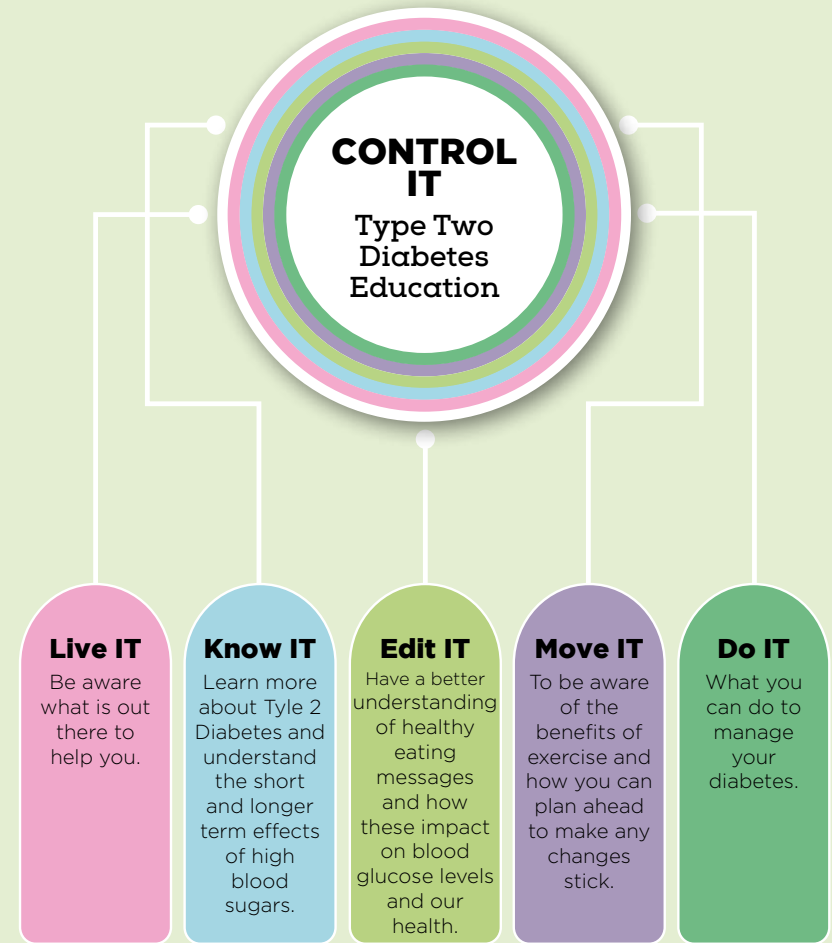 CONTROL
IT
Type Two
Diabetes
Education
Live IT
Be aware
what is out
there to
help you.
Know IT
Learn more
about Tyle 2
Diabetes and
understand
the short
and longer
term effects
of high
blood
sugars.
Edit IT
Have a better
understanding
of healthy
eating
messages
and how
these impact
on blood
glucose levels
and our
health.
Move IT
To be aware
of the
benefits of
exercise and
how you can
plan ahead
to make any
changes
stick.
Do IT
What you
can do to
manage
your
diabetes.